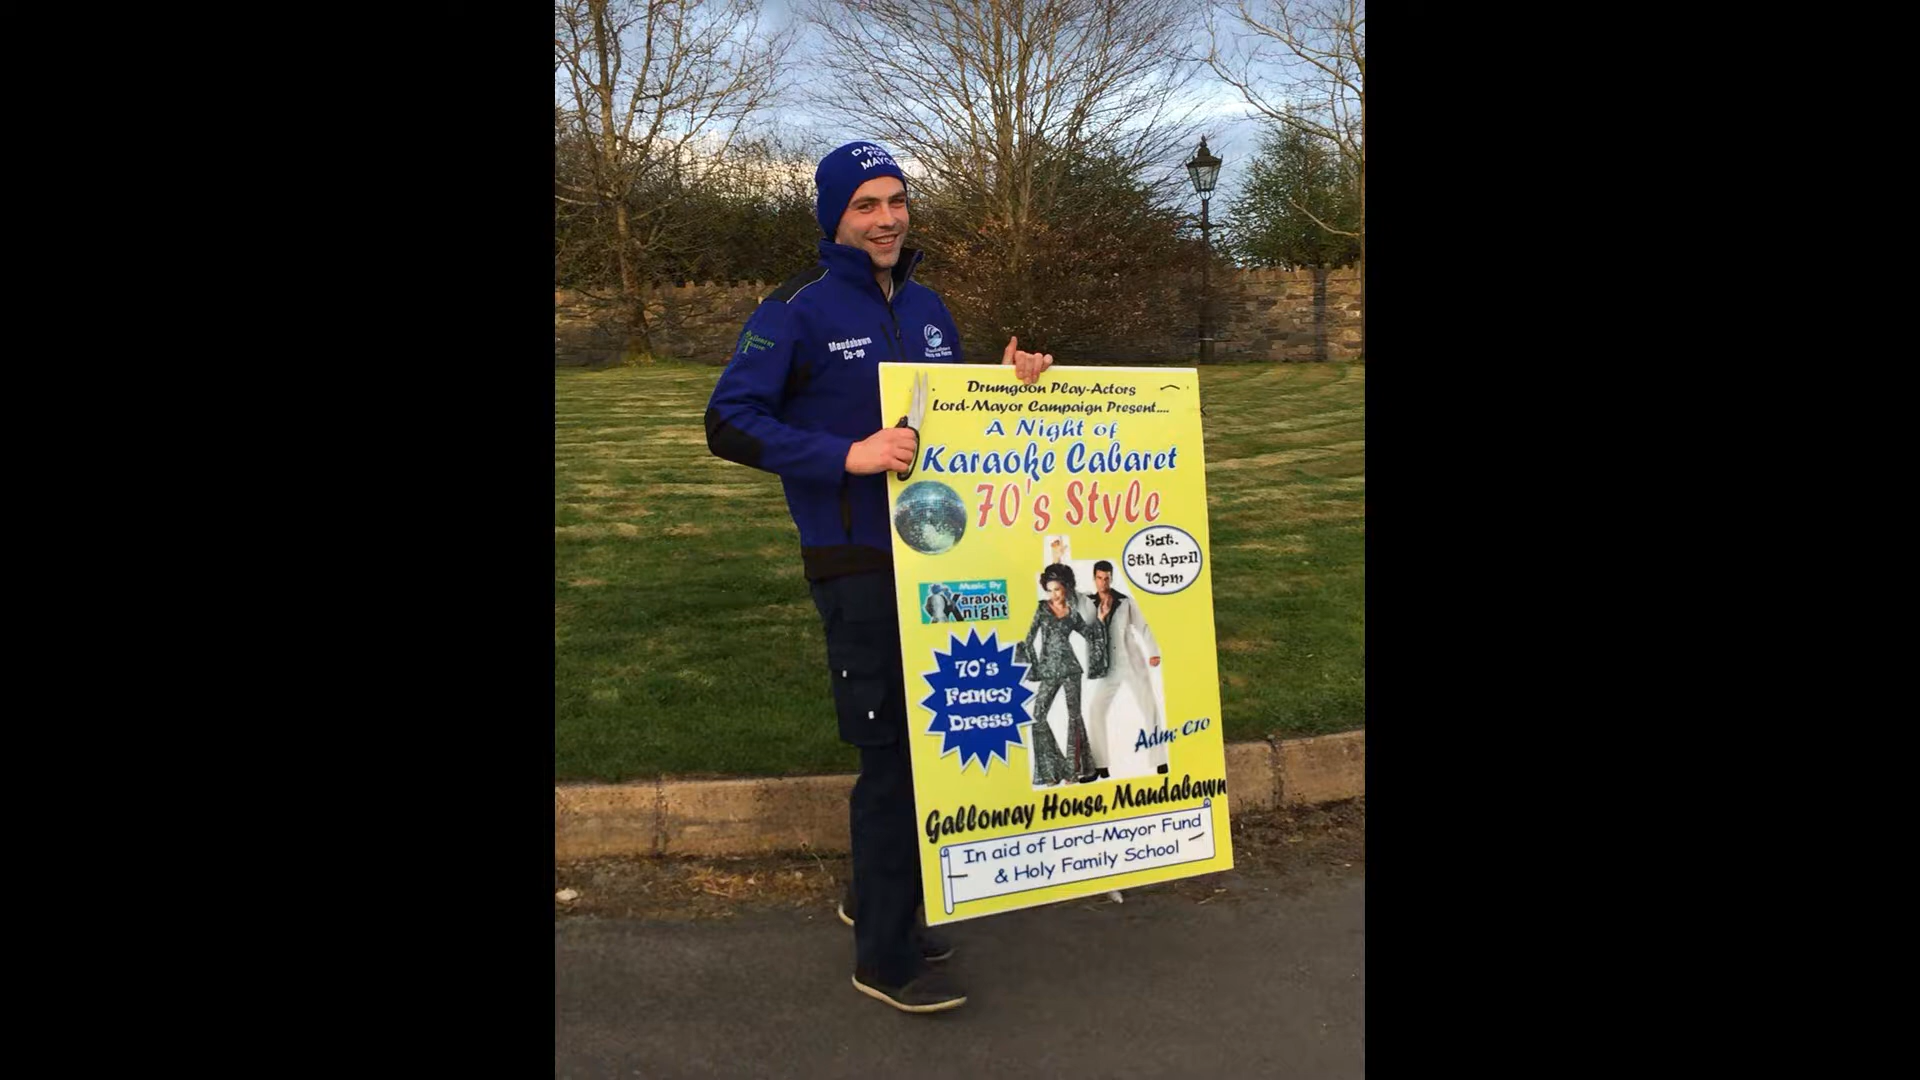 FOR
MAYOR
Maudabawn
Co-op
Drumgoon Play-Actors
Lord-Mayor Campaign Present....
A Night of
Karaoke Cabaret
70's Style
Sat.
8th April
10pm
Music By
Karaoke
Knight
70's
Fancy
Dress
Adm: €10
Gallonray House, Maudabawn
In aid of Lord-Mayor Fund
& Holy Family School